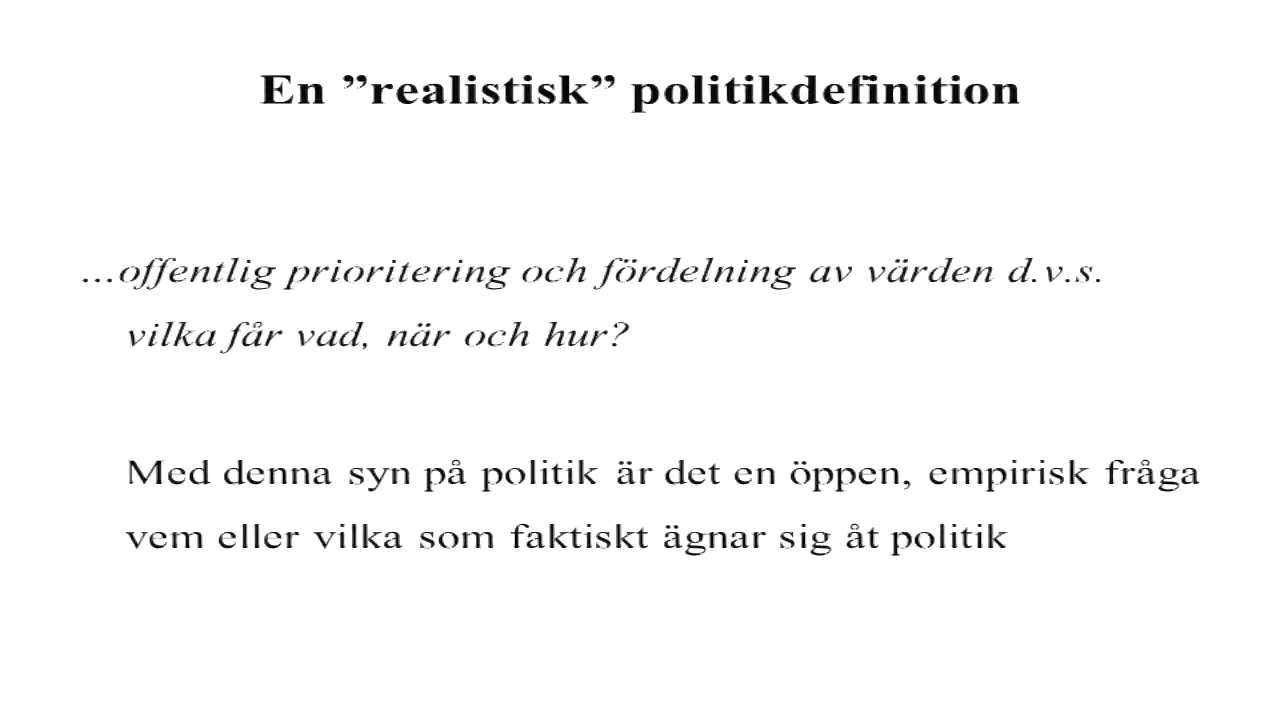 En ”realistisk” politikdefinition
…offentlig prioritering och fördelning av värden d.v.s.
vilka får vad, när och hur?
Med denna syn på politik är det en öppen, empirisk fråga
vem eller vilka som faktiskt ägnar sig åt politik